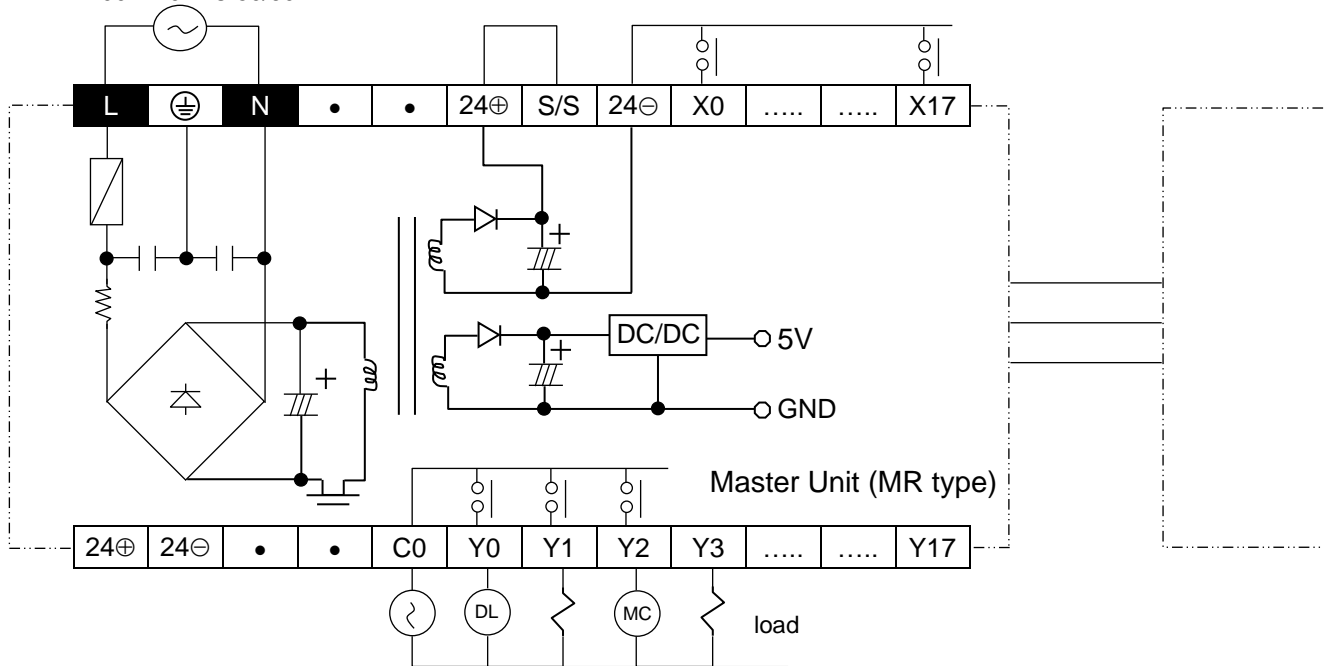 L N • • 24⊕ S/S 24⊖ X0 ..... ..... X17
+
DC/DC 5V
+
+
GND
Master Unit (MR type)
24⊕ 24⊖ • • C0 Y0 Y1 Y2 Y3 ..... ..... Y17
DL MC load